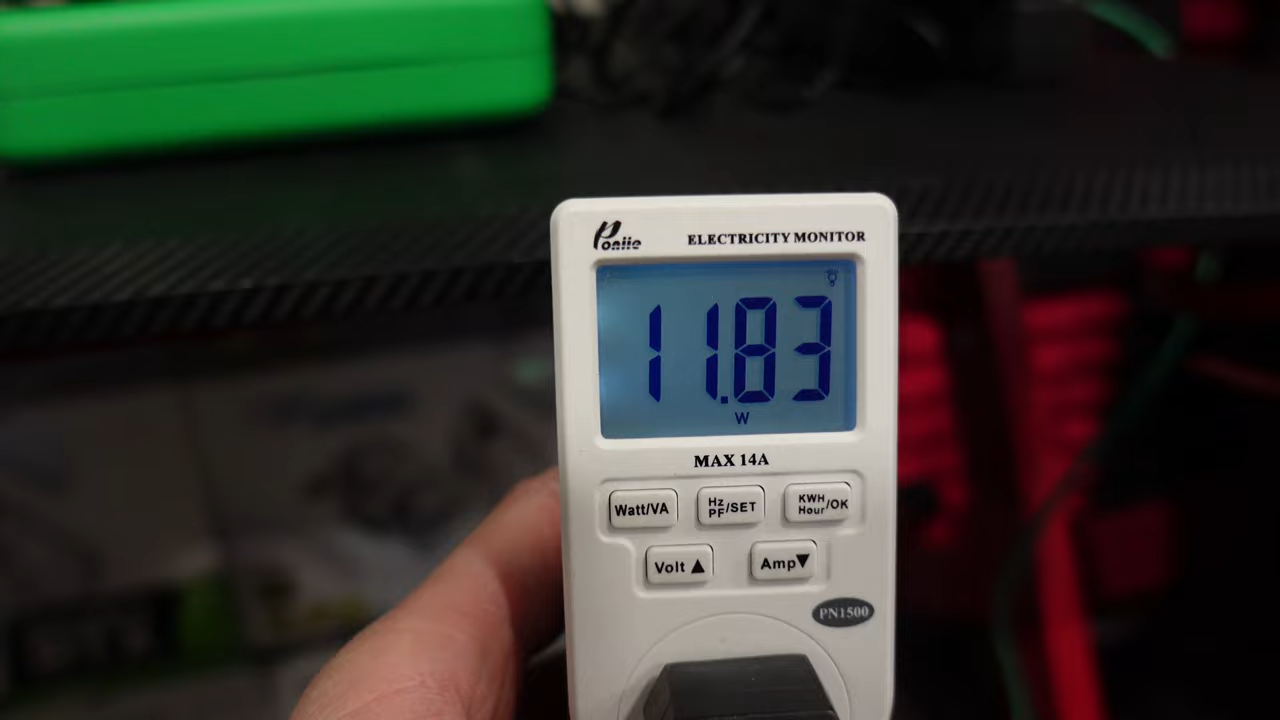 Poniie
ELECTRICITY MONITOR
11.83
W
MAX 14A
Watt/VA
Hz
PF/SET
KWH
Hour/OK
Volt ▲
Amp▼
PN1500